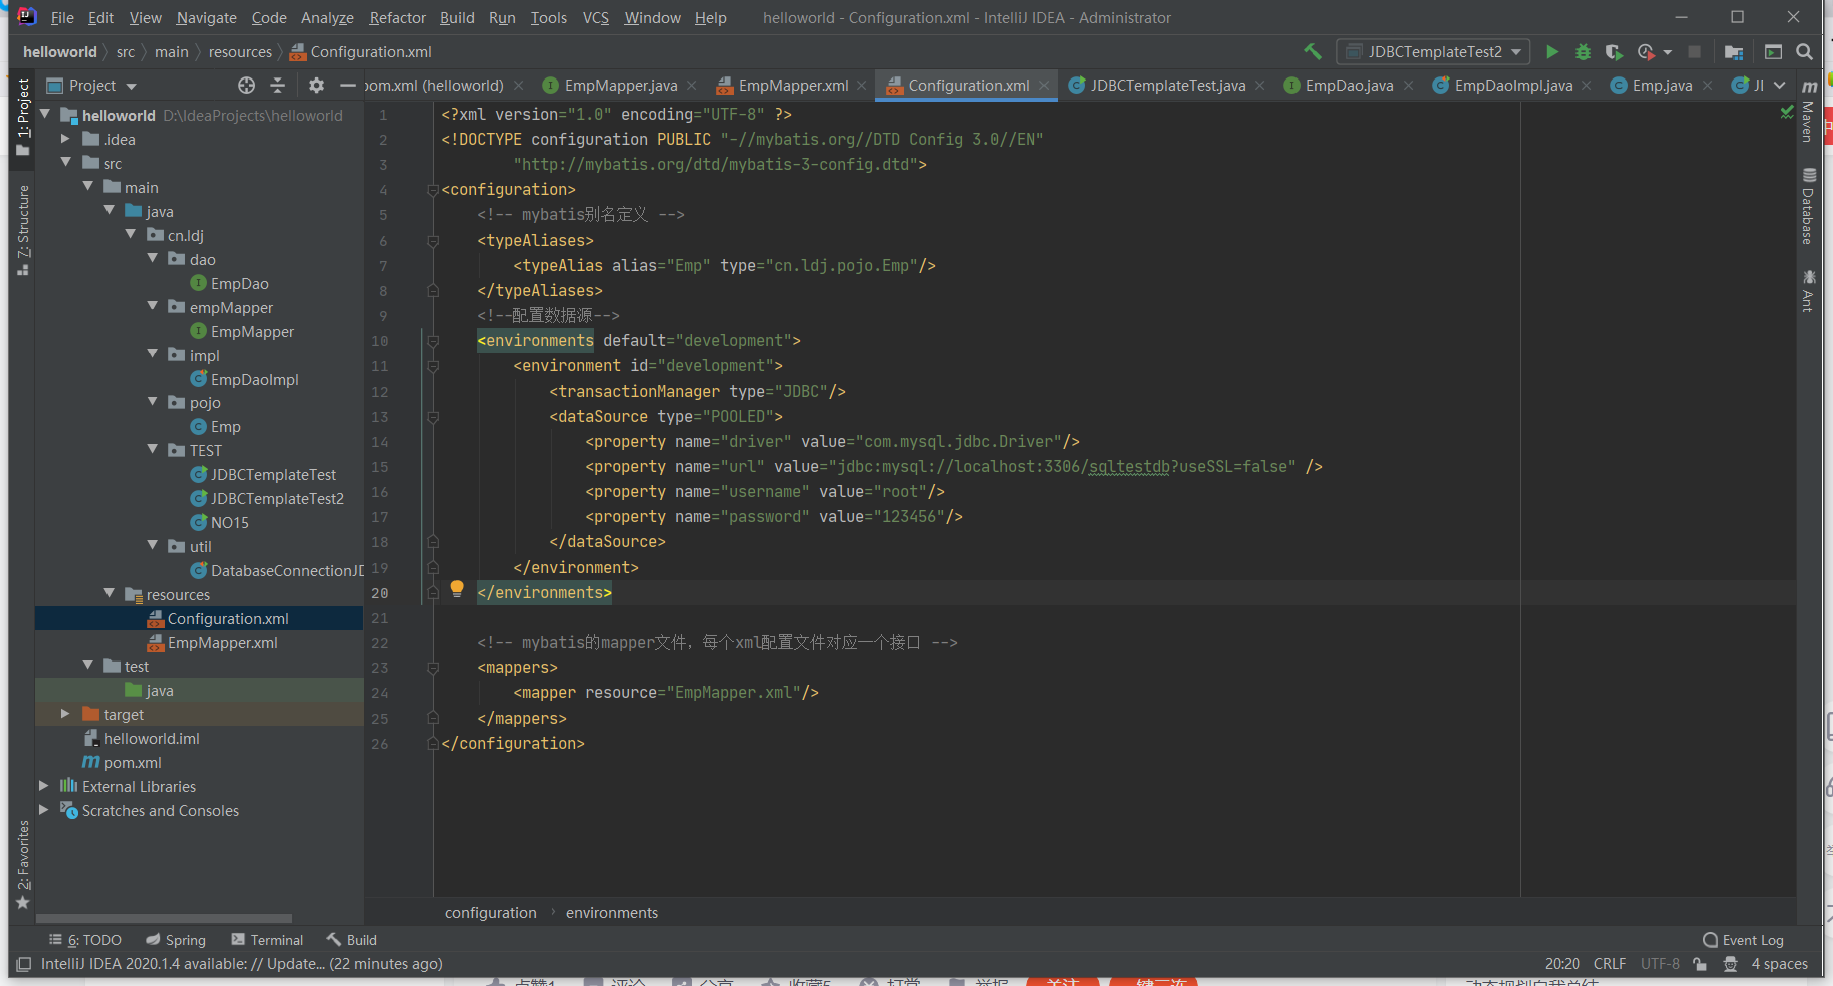 File Edit View Navigate Code Analyze Refactor Build Run Tools VCS Window Help helloworld - Configuration.xml - IntelliJ IDEA - Administrator
helloworld src main resources Configuration.xml JDBCTemplateTest2
Project pom.xml (helloworld) EmpMapper.java EmpMapper.xml Configuration.xml JDBCTemplateTest.java EmpDao.java EmpDaoImpl.java Emp.java JI
1: Project
7: Structure
2: Favorites
helloworld D:\IdeaProjects\helloworld
.idea
src
main
java
cn.ldj
dao
EmpDao
empMapper
EmpMapper
impl
EmpDaoImpl
pojo
Emp
TEST
JDBCTemplateTest
JDBCTemplateTest2
NO15
util
DatabaseConnectionJD
resources
Configuration.xml
EmpMapper.xml
test
java
target
helloworld.iml
pom.xml
External Libraries
Scratches and Consoles
1 <?xml version="1.0" encoding="UTF-8" ?>
2 <!DOCTYPE configuration PUBLIC "-//mybatis.org//DTD Config 3.0//EN"
3 "http://mybatis.org/dtd/mybatis-3-config.dtd">
4 <configuration>
5 <!-- mybatis别名定义 -->
6 <typeAliases>
7 <typeAlias alias="Emp" type="cn.ldj.pojo.Emp"/>
8 </typeAliases>
9 <!--配置数据源-->
10 <environments default="development">
11 <environment id="development">
12 <transactionManager type="JDBC"/>
13 <dataSource type="POOLED">
14 <property name="driver" value="com.mysql.jdbc.Driver"/>
15 <property name="url" value="jdbc:mysql://localhost:3306/sqltestdb?useSSL=false" />
16 <property name="username" value="root"/>
17 <property name="password" value="123456"/>
18 </dataSource>
19 </environment>
20 </environments>
21
22 <!-- mybatis的mapper文件，每个xml配置文件对应一个接口 -->
23 <mappers>
24 <mapper resource="EmpMapper.xml"/>
25 </mappers>
26 </configuration>
Maven
Database
Ant
configuration environments
6: TODO Spring Terminal Build Event Log
IntelliJ IDEA 2020.1.4 available: // Update... (22 minutes ago) 20:20 CRLF UTF-8 4 spaces